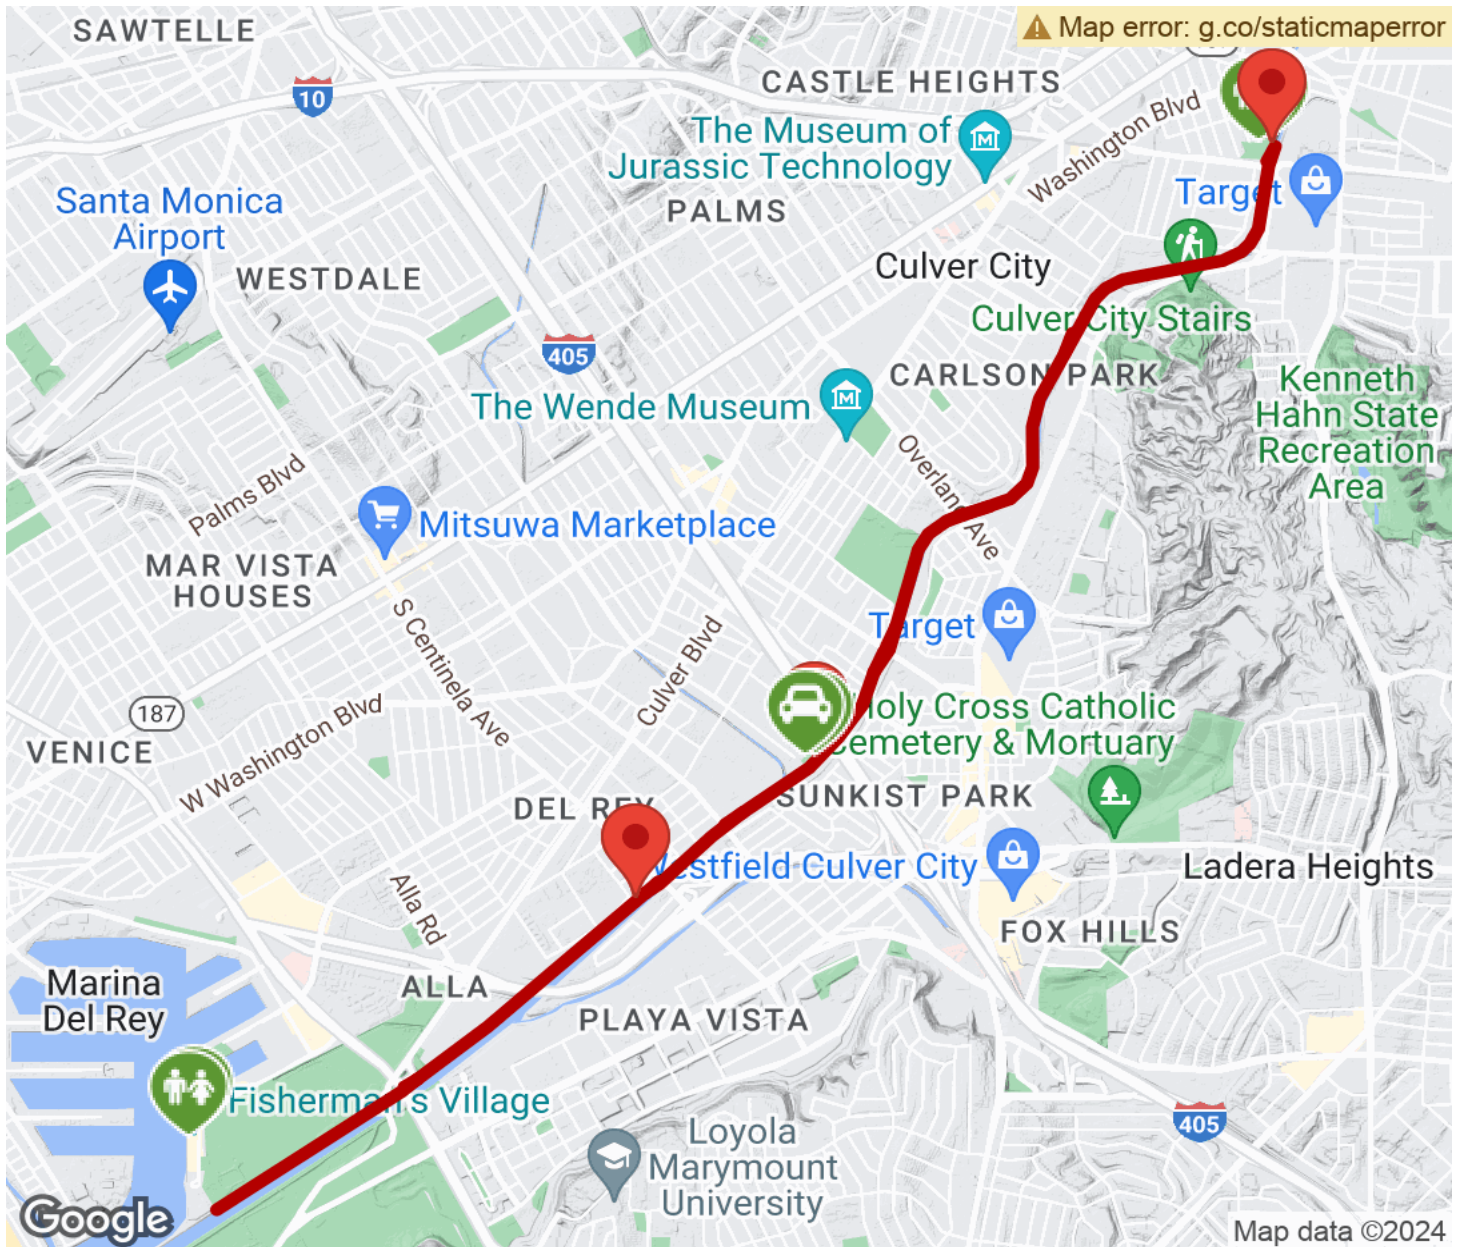 SAWTELLE
Map error: g.co/staticmaperror
10
CASTLE HEIGHTS
The Museum of
Jurassic Technology
Washington Blvd
Target
PALMS
Santa Monica
Airport
WESTDALE
Culver City
Culver City Stairs
405
CARLSON PARK
The Wende Museum
Kenneth
Hahn State
Recreation
Area
Overland Ave
Palms Blvd
Mitsuwa Marketplace
MAR VISTA
HOUSES
S Centinela Ave
Culver Blvd
Target
187
W Washington Blvd
VENICE
Holy Cross Catholic
Cemetery & Mortuary
DEL REY
SUNKIST PARK
Westfield Culver City
Ladera Heights
Alla Rd
FOX HILLS
ALLA
Marina
Del Rey
PLAYA VISTA
Fisherman's Village
405
Loyola
Marymount
University
Google
Map data ©2024